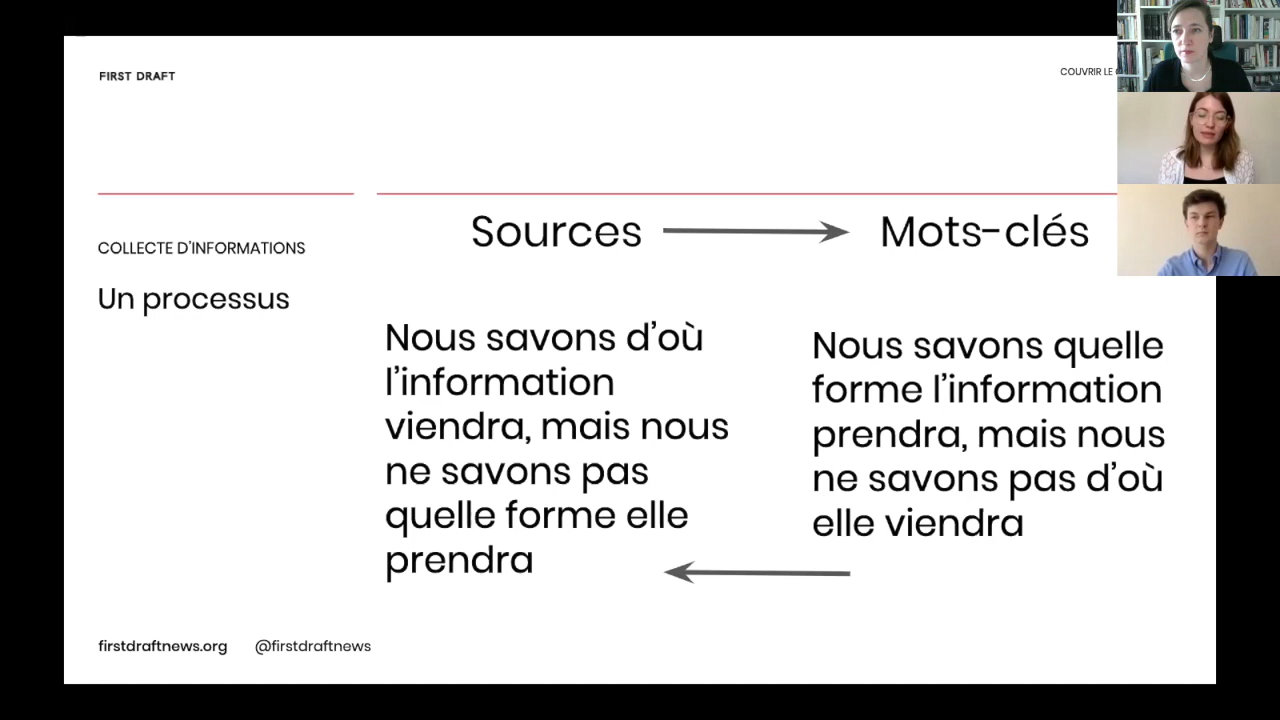 FIRST DRAFT
COUVRIR LE
COLLECTE D'INFORMATIONS
Un processus
Sources
Mots-clés
Nous savons d'où
l'information
viendra, mais nous
ne savons pas
quelle forme elle
prendra
Nous savons quelle
forme l'information
prendra, mais nous
ne savons pas d'où
elle viendra
firstdraftnews.org
@firstdraftnews